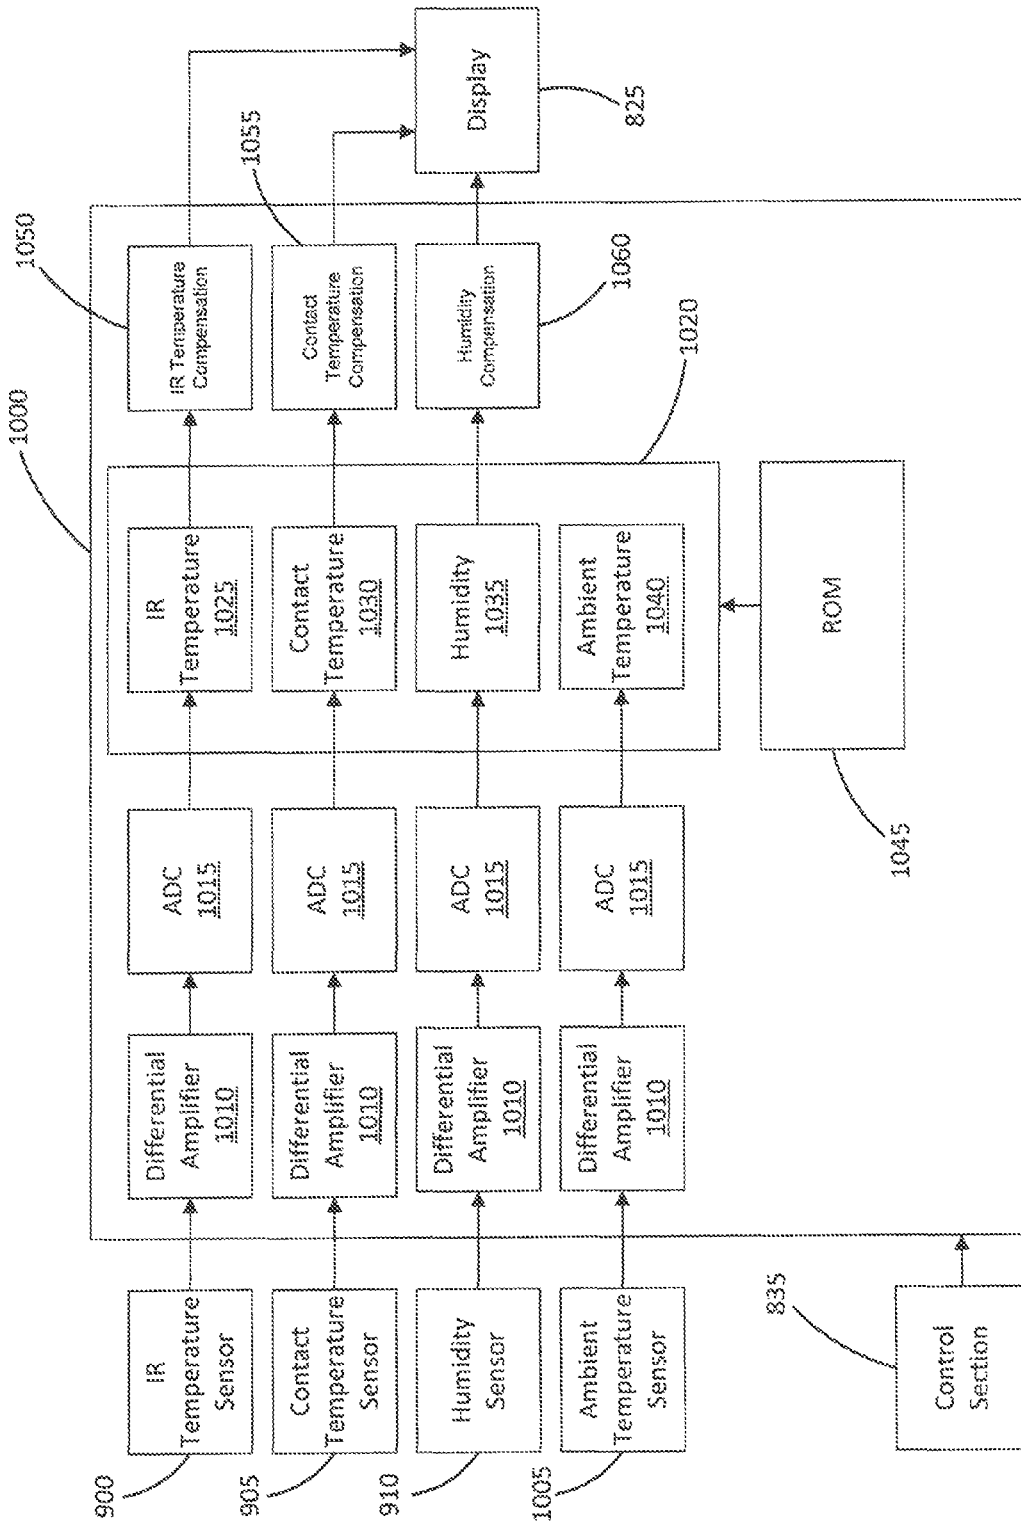 900
IR
Temperature
Sensor
905
Contact
Temperature
Sensor
910
Humidity
Sensor
1005
Ambient
Temperature
Sensor
835
Control
Section
1000
Differential
Amplifier
1010
Differential
Amplifier
1010
Differential
Amplifier
1010
Differential
Amplifier
1010
ADC
1015
ADC
1015
ADC
1015
ADC
1015
IR
Temperature
1025
Contact
Temperature
1030
Humidity
1035
Ambient
Temperature
1040
1020
ROM
1045
1050
IR Temperature
Compensation
1055
Contact
Temperature
Compensation
Humidity
Compensation
1060
Display
825